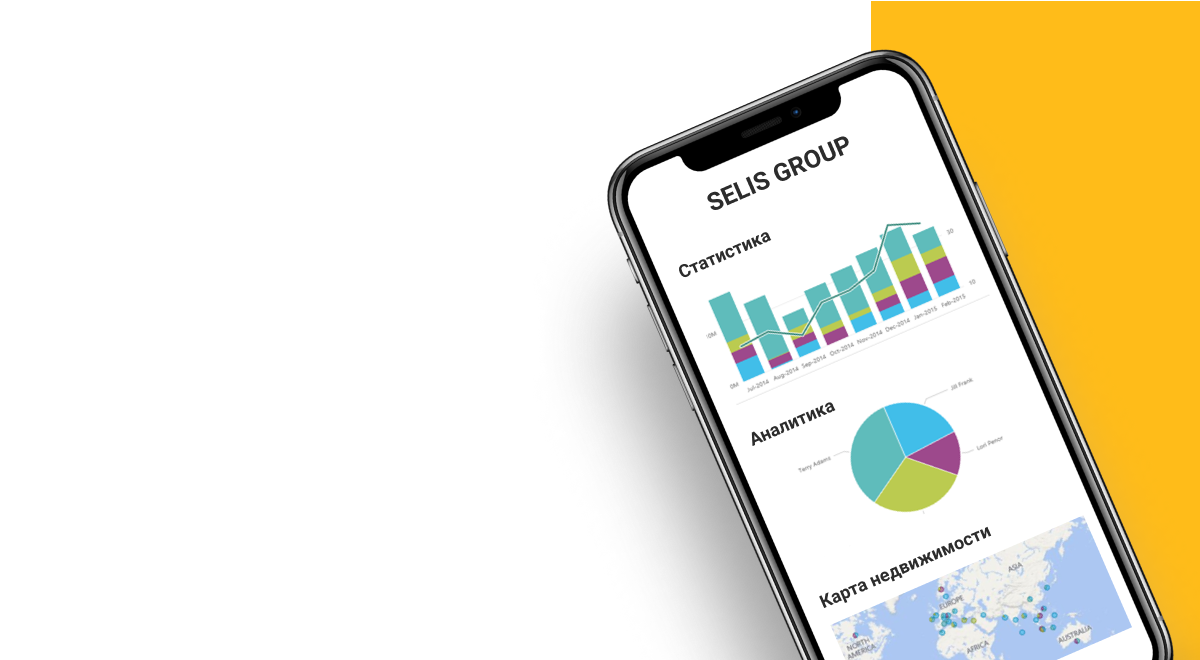 SELIS GROUP
Статистика
30
10M
10
0M
Jul-2014 Aug-2014 Sep-2014 Oct-2014 Nov-2014 Dec-2014 Jan-2015 Feb-2015
Аналитика
Jill Frank
Lori Penor
Terry Adams
Карта недвижимости
ASIA
EUROPE
NORTH
AMERICA
AFRICA
AUSTRALIA